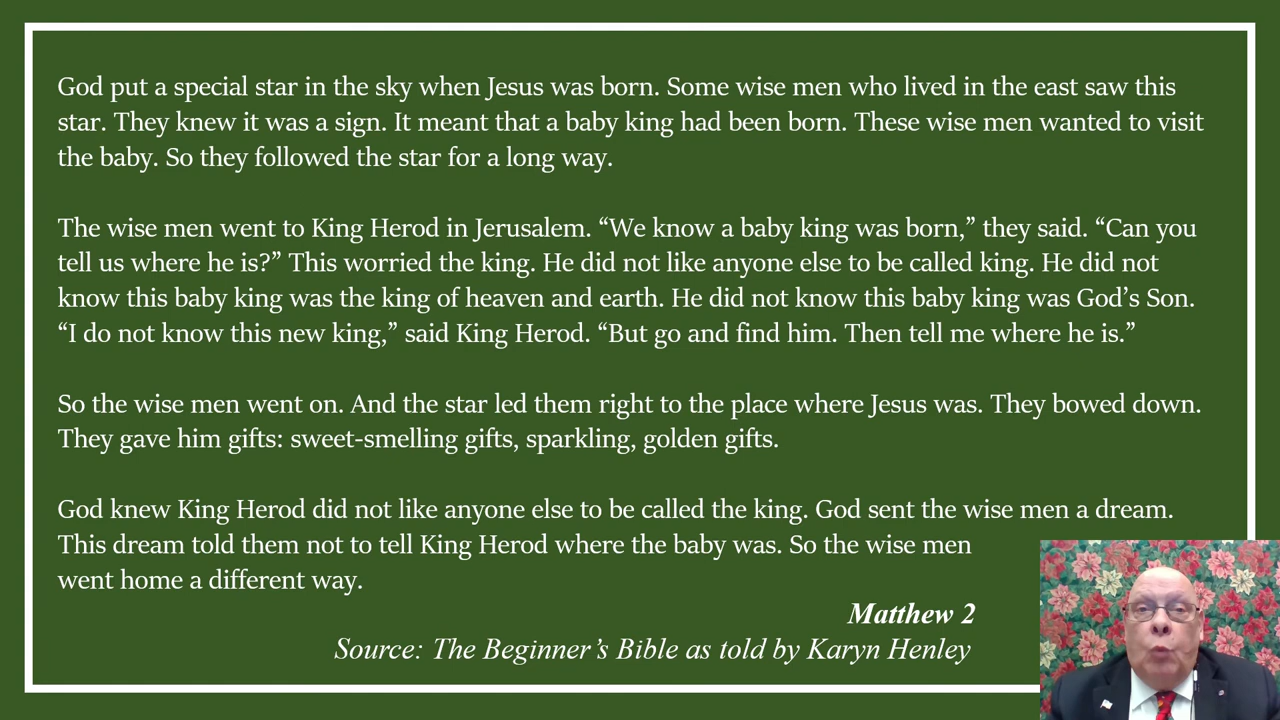 God put a special star in the sky when Jesus was born. Some wise men who lived in the east saw this
star. They knew it was a sign. It meant that a baby king had been born. These wise men wanted to visit
the baby. So they followed the star for a long way.
The wise men went to King Herod in Jerusalem. “We know a baby king was born,” they said. “Can you
tell us where he is?” This worried the king. He did not like anyone else to be called king. He did not
know this baby king was the king of heaven and earth. He did not know this baby king was God’s Son.
“I do not know this new king,” said King Herod. “But go and find him. Then tell me where he is.”
So the wise men went on. And the star led them right to the place where Jesus was. They bowed down.
They gave him gifts: sweet-smelling gifts, sparkling, golden gifts.
God knew King Herod did not like anyone else to be called the king. God sent the wise men a dream.
This dream told them not to tell King Herod where the baby was. So the wise men
went home a different way.
Matthew 2
Source: The Beginner’s Bible as told by Karyn Henley